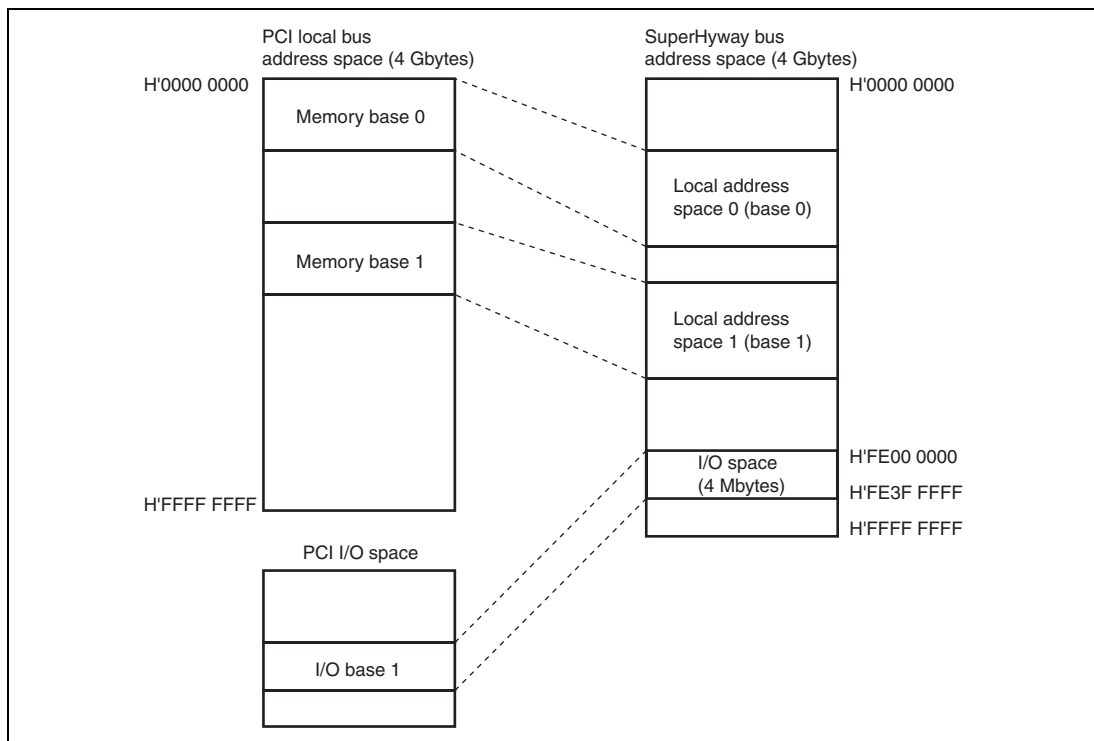 PCI local bus
address space (4 Gbytes)
H'0000 0000
Memory base 0
Memory base 1
H'FFFF FFFF
PCI I/O space
I/O base 1
SuperHyway bus
address space (4 Gbytes)
H'0000 0000
Local address
space 0 (base 0)
Local address
space 1 (base 1)
I/O space
(4 Mbytes)
H'FE00 0000
H'FE3F FFFF
H'FFFF FFFF